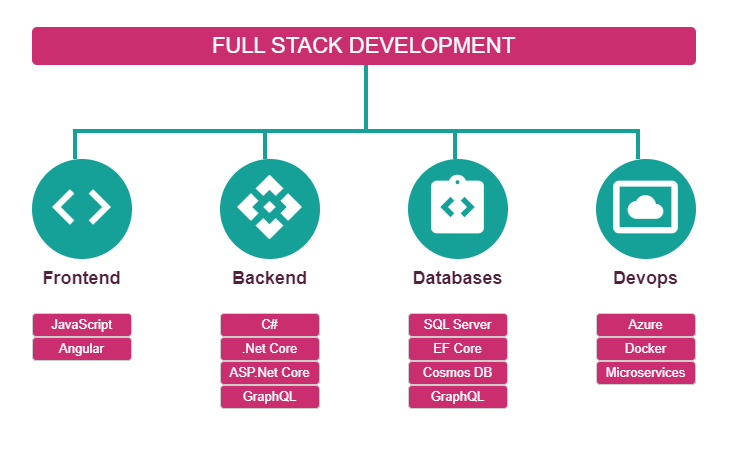 FULL STACK DEVELOPMENT
Frontend
JavaScript
Angular
Backend
C#
.Net Core
ASP.Net Core
GraphQL
Databases
SQL Server
EF Core
Cosmos DB
GraphQL
Devops
Azure
Docker
Microservices